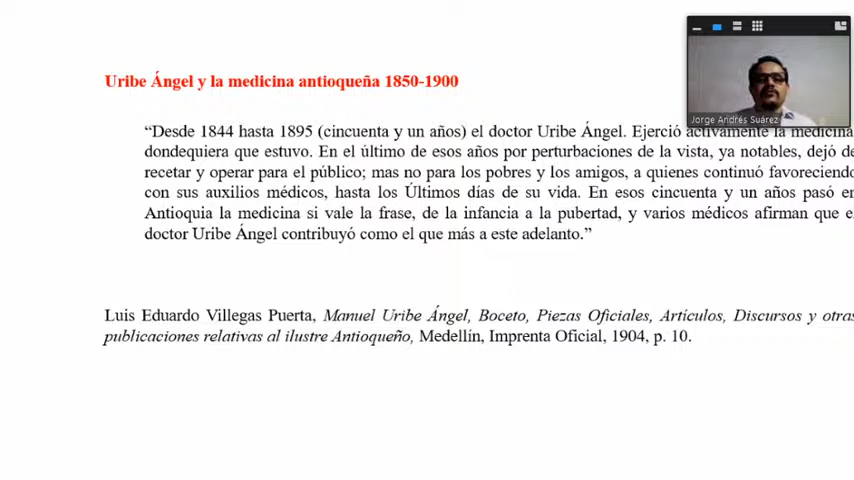 Uribe Ángel y la medicina antioqueña 1850-1900
Jorge Andrés Suárez
“Desde 1844 hasta 1895 (cincuenta y un años) el doctor Uribe Ángel. Ejerció activamente la medicina
dondequiera que estuvo. En el último de esos años por perturbaciones de la vista, ya notables, dejó de
recetar y operar para el público; mas no para los pobres y los amigos, a quienes continuó favoreciendo
con sus auxilios médicos, hasta los Últimos días de su vida. En esos cincuenta y un años pasó en
Antioquia la medicina si vale la frase, de la infancia a la pubertad, y varios médicos afirman que e
doctor Uribe Ángel contribuyó como el que más a este adelanto.”
Luis Eduardo Villegas Puerta, Manuel Uribe Ángel, Boceto, Piezas Oficiales, Artículos, Discursos y otras
publicaciones relativas al ilustre Antioqueño, Medellín, Imprenta Oficial, 1904, p. 10.